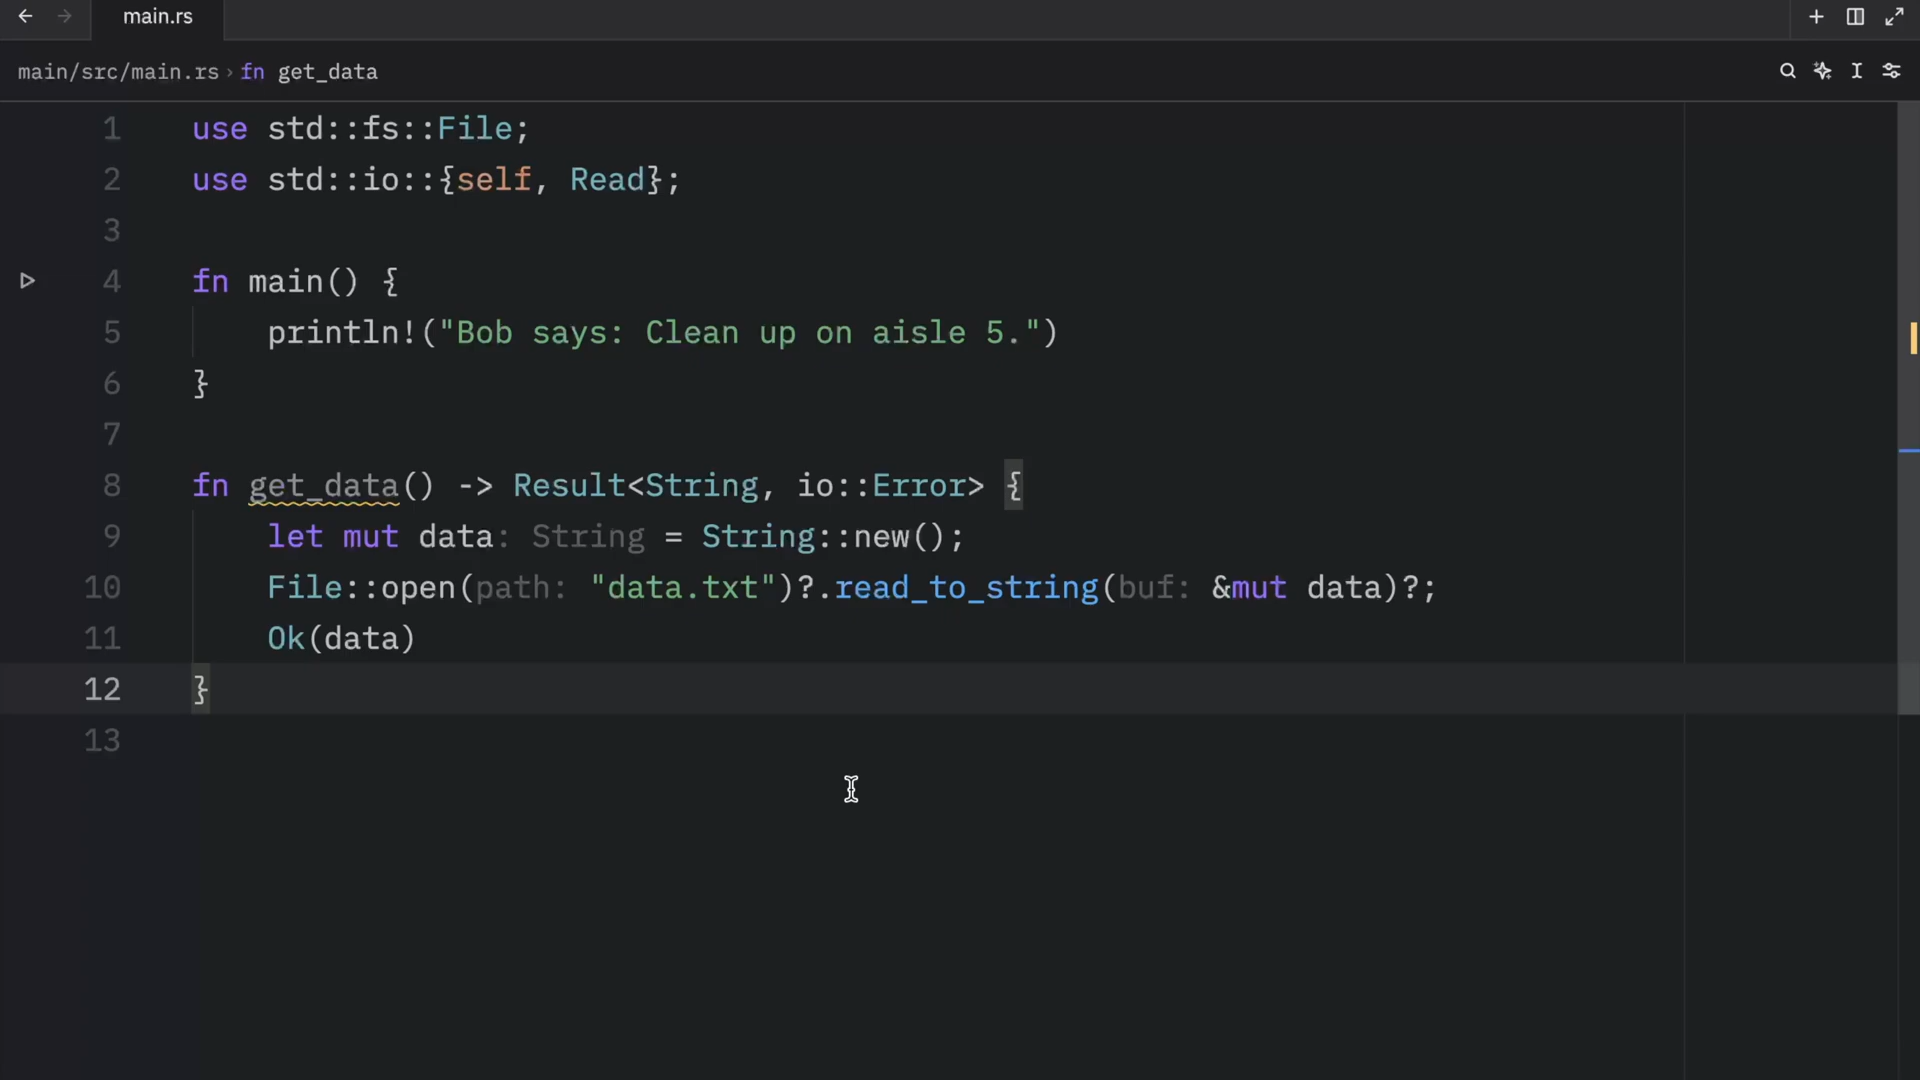 main.rs
main/src/main.rs › fn get_data
1 use std::fs::File;
2 use std::io::{self, Read};
3
4 fn main() {
5     println!("Bob says: Clean up on aisle 5.")
6 }
7
8 fn get_data() -> Result<String, io::Error> {
9     let mut data: String = String::new();
10     File::open(path: "data.txt")?.read_to_string(buf: &mut data)?;
11     Ok(data)
12 }
13